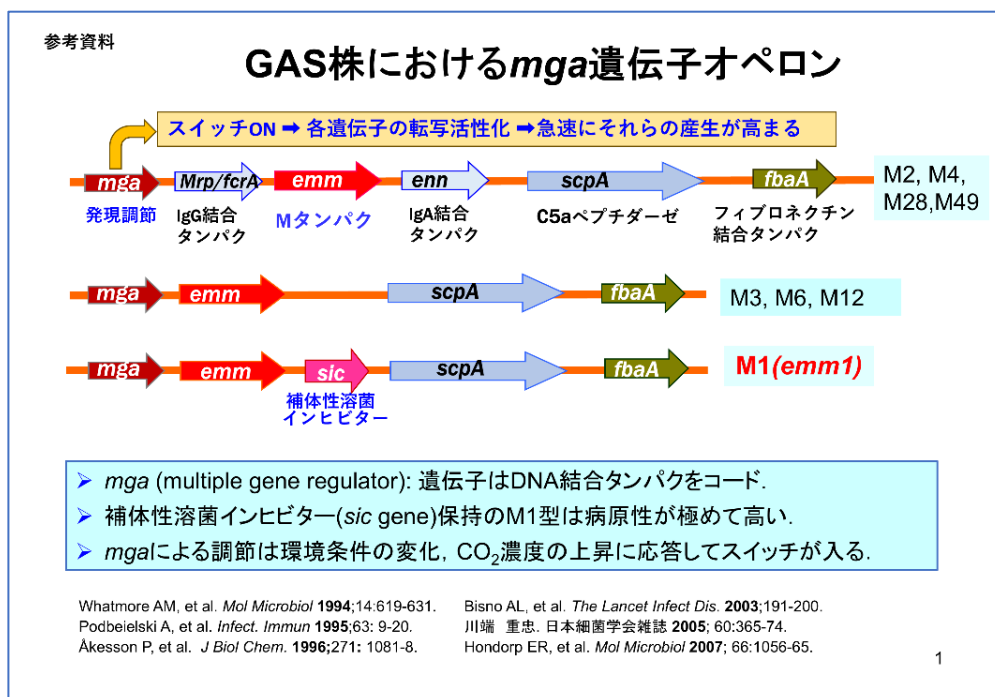 参考資料
GAS株におけるmga遺伝子オペロン
スイッチON ➡ 各遺伝子の転写活性化 ➡急速にそれらの産生が高まる
mga Mrp/fcrA emm enn scpA fbaA
M2, M4,
M28,M49
発現調節
IgG結合
タンパク
Mタンパク
IgA結合
タンパク
C5aペプチダーゼ
フィブロネクチン
結合タンパク
mga emm scpA fbaA
M3, M6, M12
mga emm sic scpA fbaA
M1(emm1)
補体性溶菌
インヒビター
➢ mga (multiple gene regulator): 遺伝子はDNA結合タンパクをコード.
➢ 補体性溶菌インヒビター(sic gene)保持のM1型は病原性が極めて高い.
➢ mgaによる調節は環境条件の変化，CO₂濃度の上昇に応答してスイッチが入る.
Whatmore AM, et al. Mol Microbiol 1994;14:619-631.
Podbeielski A, et al. Infect. Immun 1995;63: 9-20.
Åkesson P, et al. J Biol Chem. 1996;271: 1081-8.
Bisno AL, et al. The Lancet Infect Dis. 2003;191-200.
川端 重忠. 日本細菌学会雑誌 2005; 60:365-74.
Hondorp ER, et al. Mol Microbiol 2007; 66:1056-65.
1